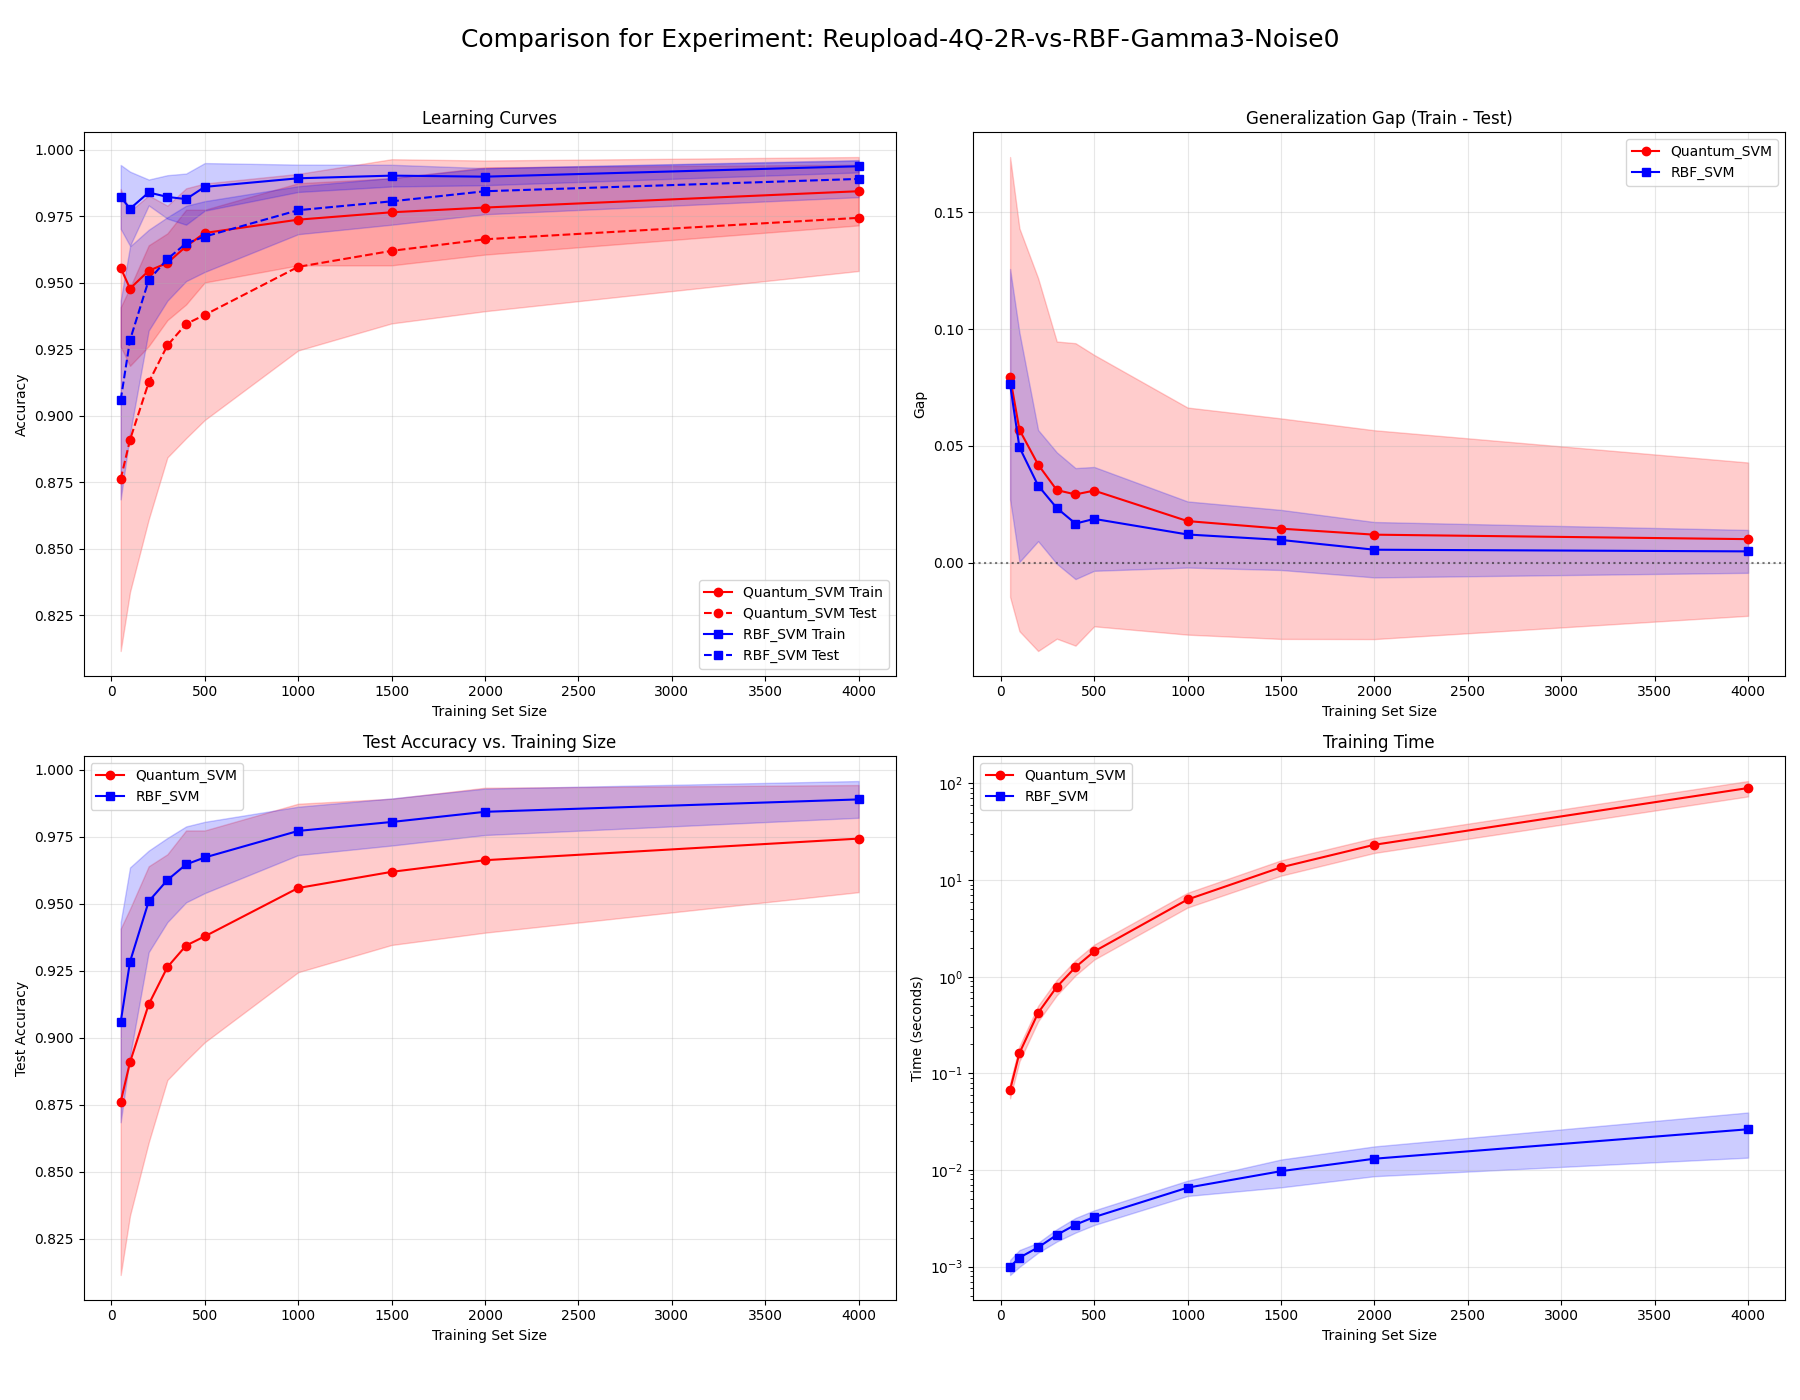 Comparison for Experiment: Reupload-4Q-2R-vs-RBF-Gamma3-Noise0
Learning Curves
1.000
0.975
0.950
0.925
0.900
0.875
0.850
0.825
Accuracy
Quantum_SVM Train
Quantum_SVM Test
RBF_SVM Train
RBF_SVM Test
0 500 1000 1500 2000 2500 3000 3500 4000
Training Set Size
Generalization Gap (Train - Test)
Quantum_SVM
RBF_SVM
0.15
0.10
0.05
0.00
Gap
0 500 1000 1500 2000 2500 3000 3500 4000
Training Set Size
Test Accuracy vs. Training Size
Quantum_SVM
RBF_SVM
1.000
0.975
0.950
0.925
0.900
0.875
0.850
0.825
Test Accuracy
0 500 1000 1500 2000 2500 3000 3500 4000
Training Set Size
Training Time
Quantum_SVM
RBF_SVM
10²
10¹
10⁰
10⁻¹
10⁻²
10⁻³
Time (seconds)
0 500 1000 1500 2000 2500 3000 3500 4000
Training Set Size